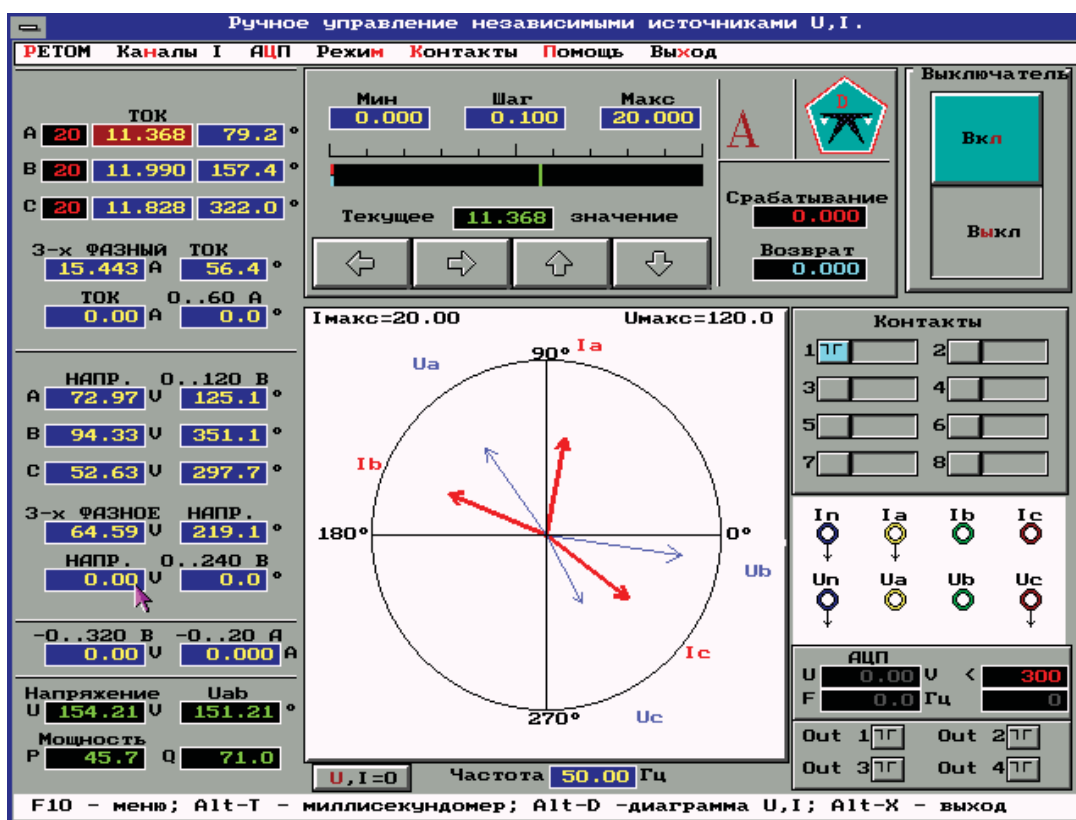 Ручное управление независимыми источниками U,I.
РЕТОМ Каналы I АЦП Режим Контакты Помощь Выход
ТОК
A 20 11.368 79.2 °
B 20 11.990 157.4 °
C 20 11.828 322.0 °
3-х ФАЗНЫЙ ТОК
15.443 A 56.4 °
ТОК 0..60 А
0.00 A 0.0 °
НАПР. 0..120 В
A 72.97 V 125.1 °
B 94.33 V 351.1 °
C 52.63 V 297.7 °
3-х ФАЗНОЕ НАПР.
64.59 V 219.1 °
НАПР. 0..240 В
0.00 V 0.0 °
-0..320 В -0..20 А
0.00 V 0.000 A
Напряжение Uab
U 154.21 V 151.21 °
Мощность
P 45.7 Q 71.0
Мин Шаг Макс
0.000 0.100 20.000
Текущее 11.368 значение
A
D
Срабатывание
0.000
Возврат
0.000
Выключатель
Вкл
Выкл
Iмакс=20.00 Uмакс=120.0
90° Ia
Ua
Ib
180° 0°
Ub
Ic
270° Uc
U,I=0 Частота 50.00 Гц
Контакты
1 2
3 4
5 6
7 8
In Ia Ib Ic
Un Ua Ub Uc
АЦП
U 0.00 V < 300
F 0.0 Гц 0
Out 1 Out 2
Out 3 Out 4
F10 - меню; Alt-T - миллисекундомер; Alt-D -диаграмма U,I; Alt-X - выход